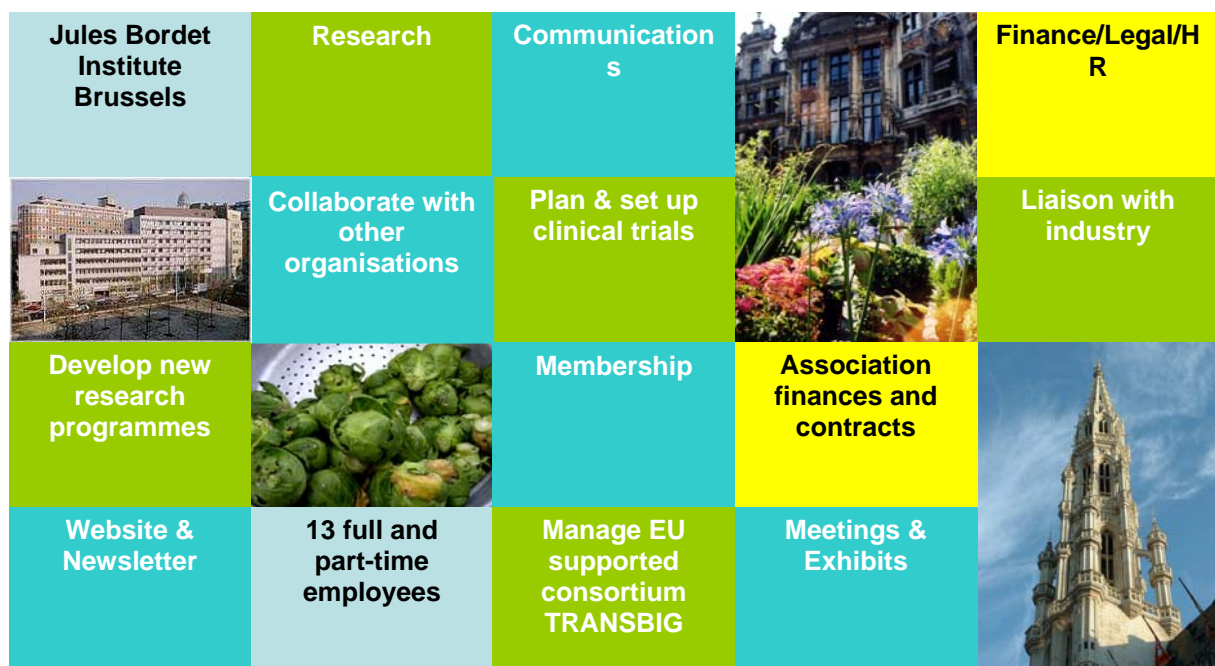 Jules Bordet
Institute
Brussels
Research
Communication
s
Finance/Legal/H
R
Collaborate with
other
organisations
Plan & set up
clinical trials
Liaison with
industry
Develop new
research
programmes
Membership
Association
finances and
contracts
Website &
Newsletter
13 full and
part-time
employees
Manage EU
supported
consortium
TRANSBIG
Meetings &
Exhibits